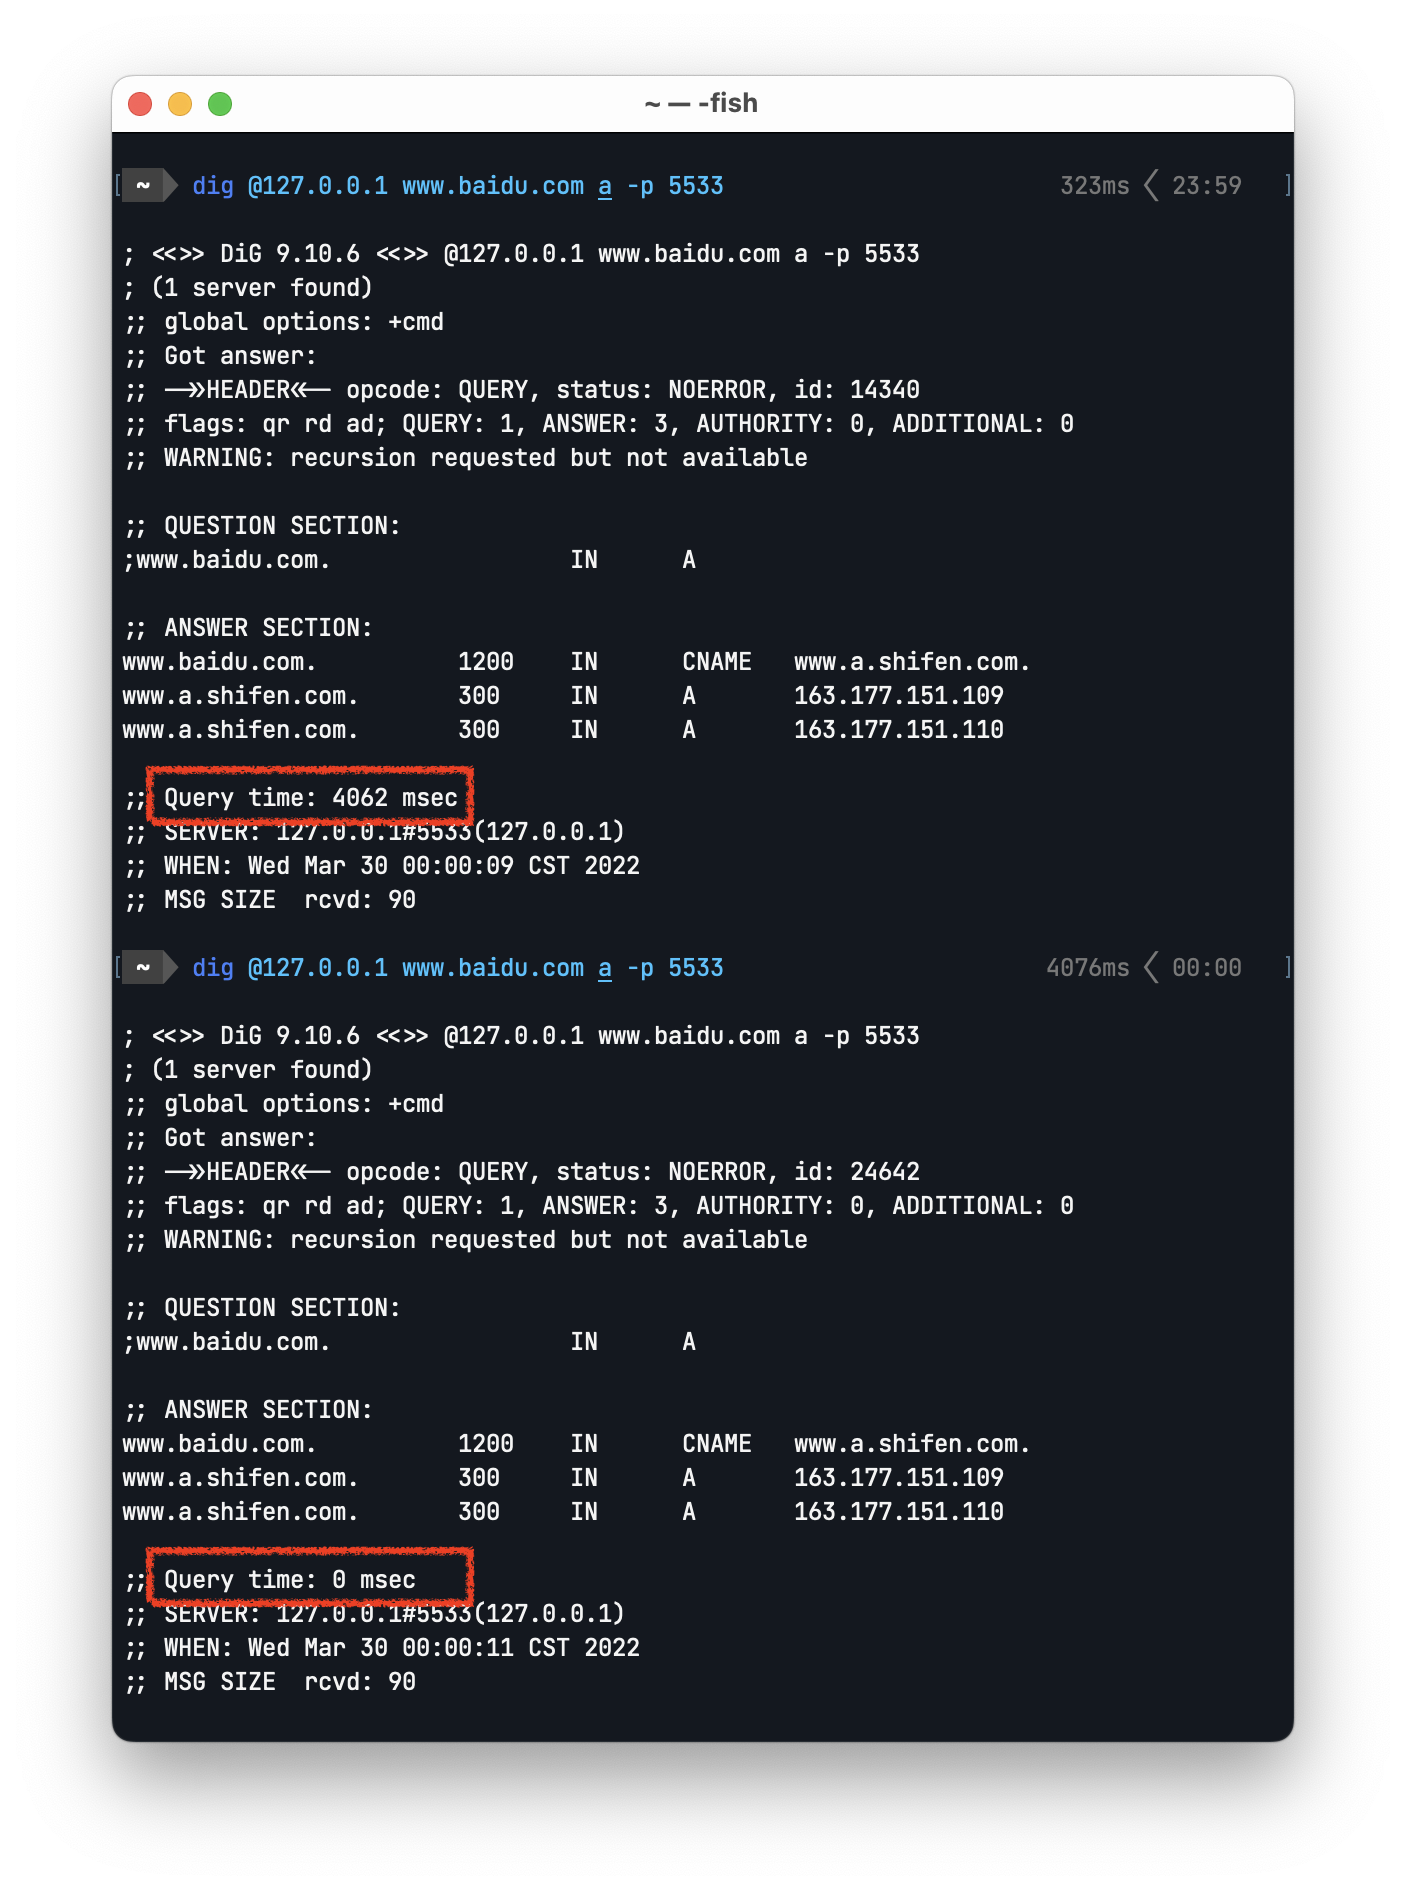 ~ — -fish
[ ~ dig @127.0.0.1 www.baidu.com a -p 5533 323ms < 23:59 ]
; <<>> DiG 9.10.6 <<>> @127.0.0.1 www.baidu.com a -p 5533
; (1 server found)
;; global options: +cmd
;; Got answer:
;; -->>HEADER<<-- opcode: QUERY, status: NOERROR, id: 14340
;; flags: qr rd ad; QUERY: 1, ANSWER: 3, AUTHORITY: 0, ADDITIONAL: 0
;; WARNING: recursion requested but not available
;; QUESTION SECTION:
;www.baidu.com. IN A
;; ANSWER SECTION:
www.baidu.com. 1200 IN CNAME www.a.shifen.com.
www.a.shifen.com. 300 IN A 163.177.151.109
www.a.shifen.com. 300 IN A 163.177.151.110
;; Query time: 4062 msec
;; SERVER: 127.0.0.1#5533(127.0.0.1)
;; WHEN: Wed Mar 30 00:00:09 CST 2022
;; MSG SIZE rcvd: 90
[ ~ dig @127.0.0.1 www.baidu.com a -p 5533 4076ms < 00:00 ]
; <<>> DiG 9.10.6 <<>> @127.0.0.1 www.baidu.com a -p 5533
; (1 server found)
;; global options: +cmd
;; Got answer:
;; -->>HEADER<<-- opcode: QUERY, status: NOERROR, id: 24642
;; flags: qr rd ad; QUERY: 1, ANSWER: 3, AUTHORITY: 0, ADDITIONAL: 0
;; WARNING: recursion requested but not available
;; QUESTION SECTION:
;www.baidu.com. IN A
;; ANSWER SECTION:
www.baidu.com. 1200 IN CNAME www.a.shifen.com.
www.a.shifen.com. 300 IN A 163.177.151.109
www.a.shifen.com. 300 IN A 163.177.151.110
;; Query time: 0 msec
;; SERVER: 127.0.0.1#5533(127.0.0.1)
;; WHEN: Wed Mar 30 00:00:11 CST 2022
;; MSG SIZE rcvd: 90